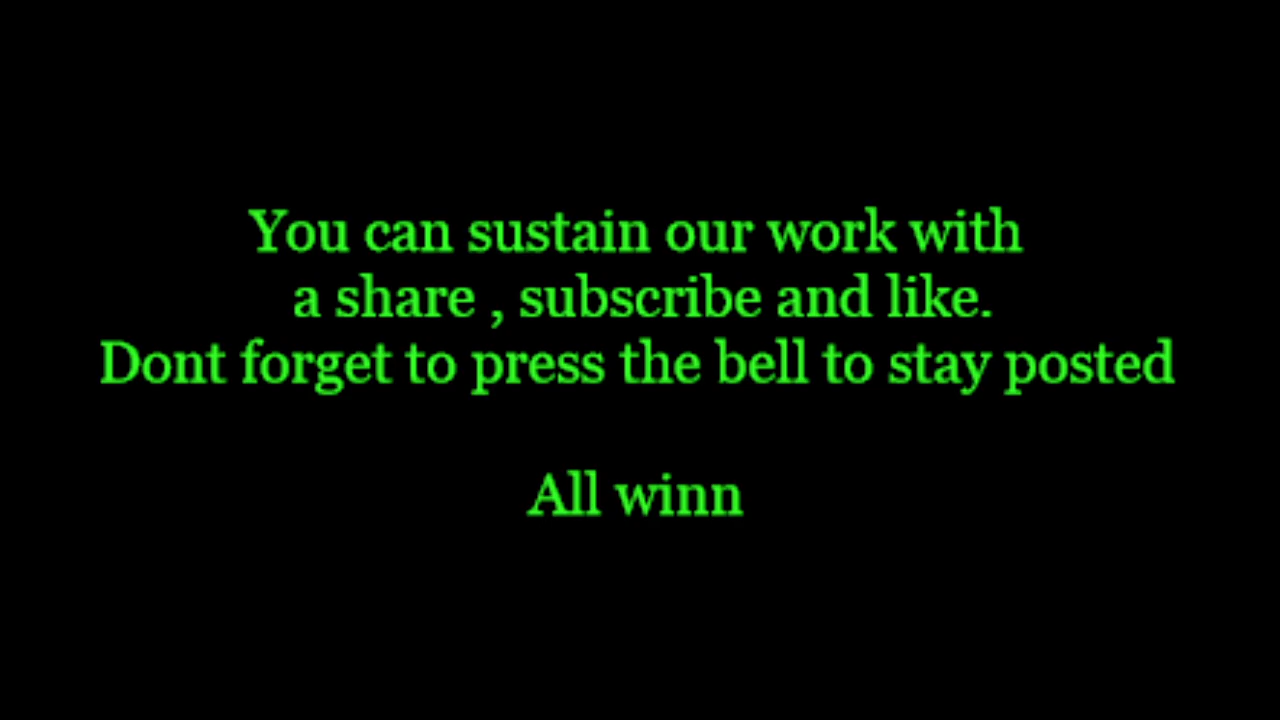 You can sustain our work with
a share , subscribe and like.
Dont forget to press the bell to stay posted
All winn